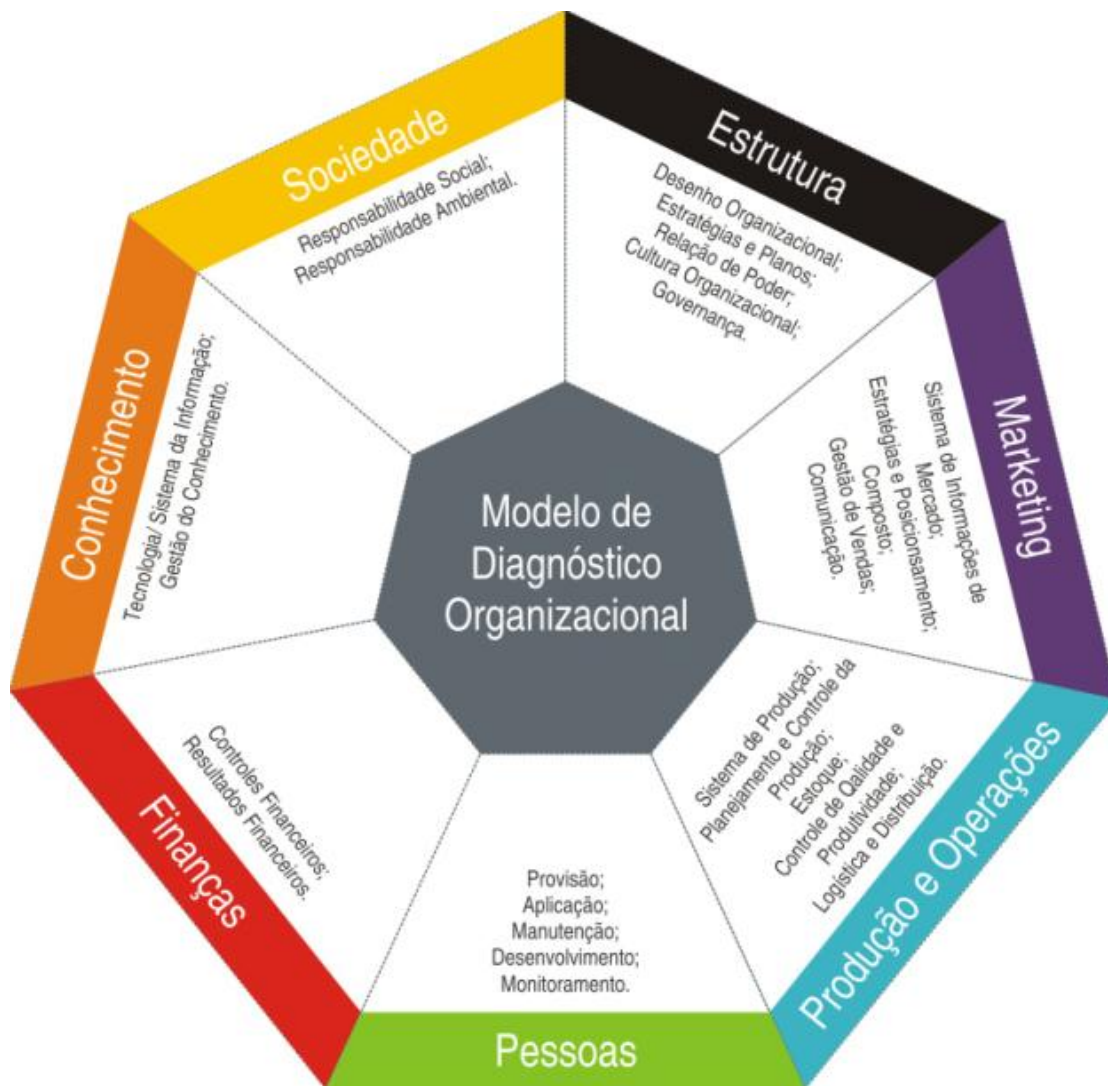 Sociedade
Responsabilidade Social;
Responsabilidade Ambiental.
Estrutura
Desenho Organizacional;
Estratégias e Planos;
Relação de Poder;
Cultura Organizacional;
Governança.
Marketing
Sistema de Informações de
Mercado;
Estratégias e Posicionsamento;
Composto;
Gestão de Vendas;
Comunicação.
Produção e Operações
Sistema de Produção;
Planejamento e Controle da
Produção;
Estoque;
Controle de Qalidade e
Produtividade;
Logística e Distribuição.
Pessoas
Provisão;
Aplicação;
Manutenção;
Desenvolvimento;
Monitoramento.
Finanças
Controles Financeiros;
Resultados Financeiros.
Conhecimento
Tecnologia/ Sistema da Informação;
Gestão do Conhecimento.
Modelo de
Diagnóstico
Organizacional